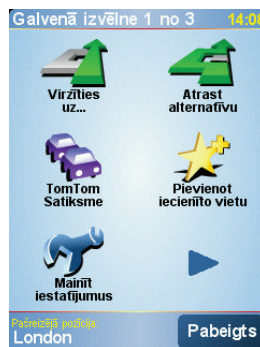 Galvenā izvēlne 1 no 3 14:08
Virzīties
uz...
Atrast
alternatīvu
TomTom
Satiksme
Pievienot
iecienīto vietu
Mainīt
iestatījumus
Pašreizējā pozīcija:
London
Pabeigts